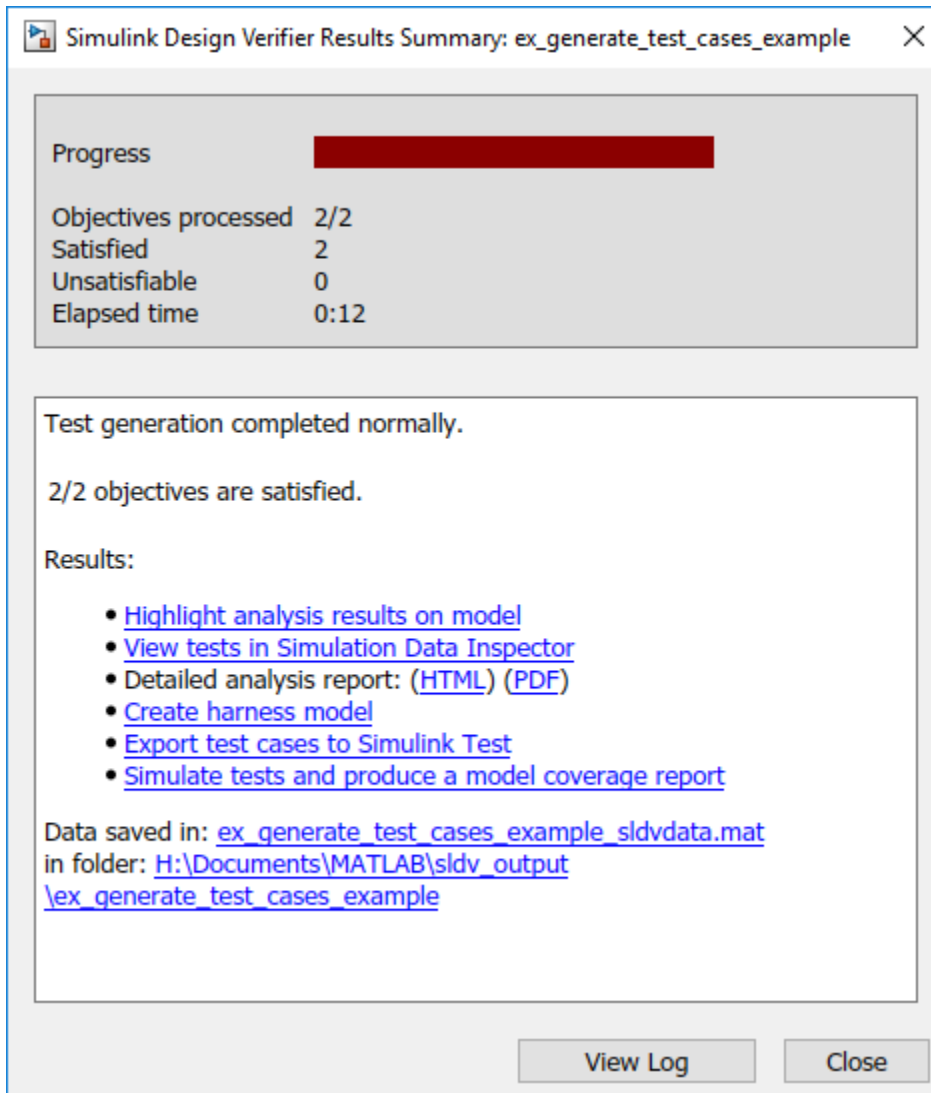 Simulink Design Verifier Results Summary: ex_generate_test_cases_example
Progress
Objectives processed 2/2
Satisfied 2
Unsatisfiable 0
Elapsed time 0:12
Test generation completed normally.
2/2 objectives are satisfied.
Results:
• Highlight analysis results on model
• View tests in Simulation Data Inspector
• Detailed analysis report: (HTML) (PDF)
• Create harness model
• Export test cases to Simulink Test
• Simulate tests and produce a model coverage report
Data saved in: ex_generate_test_cases_example_sldvdata.mat
in folder: H:\Documents\MATLAB\sldv_output
\ex_generate_test_cases_example
View Log Close